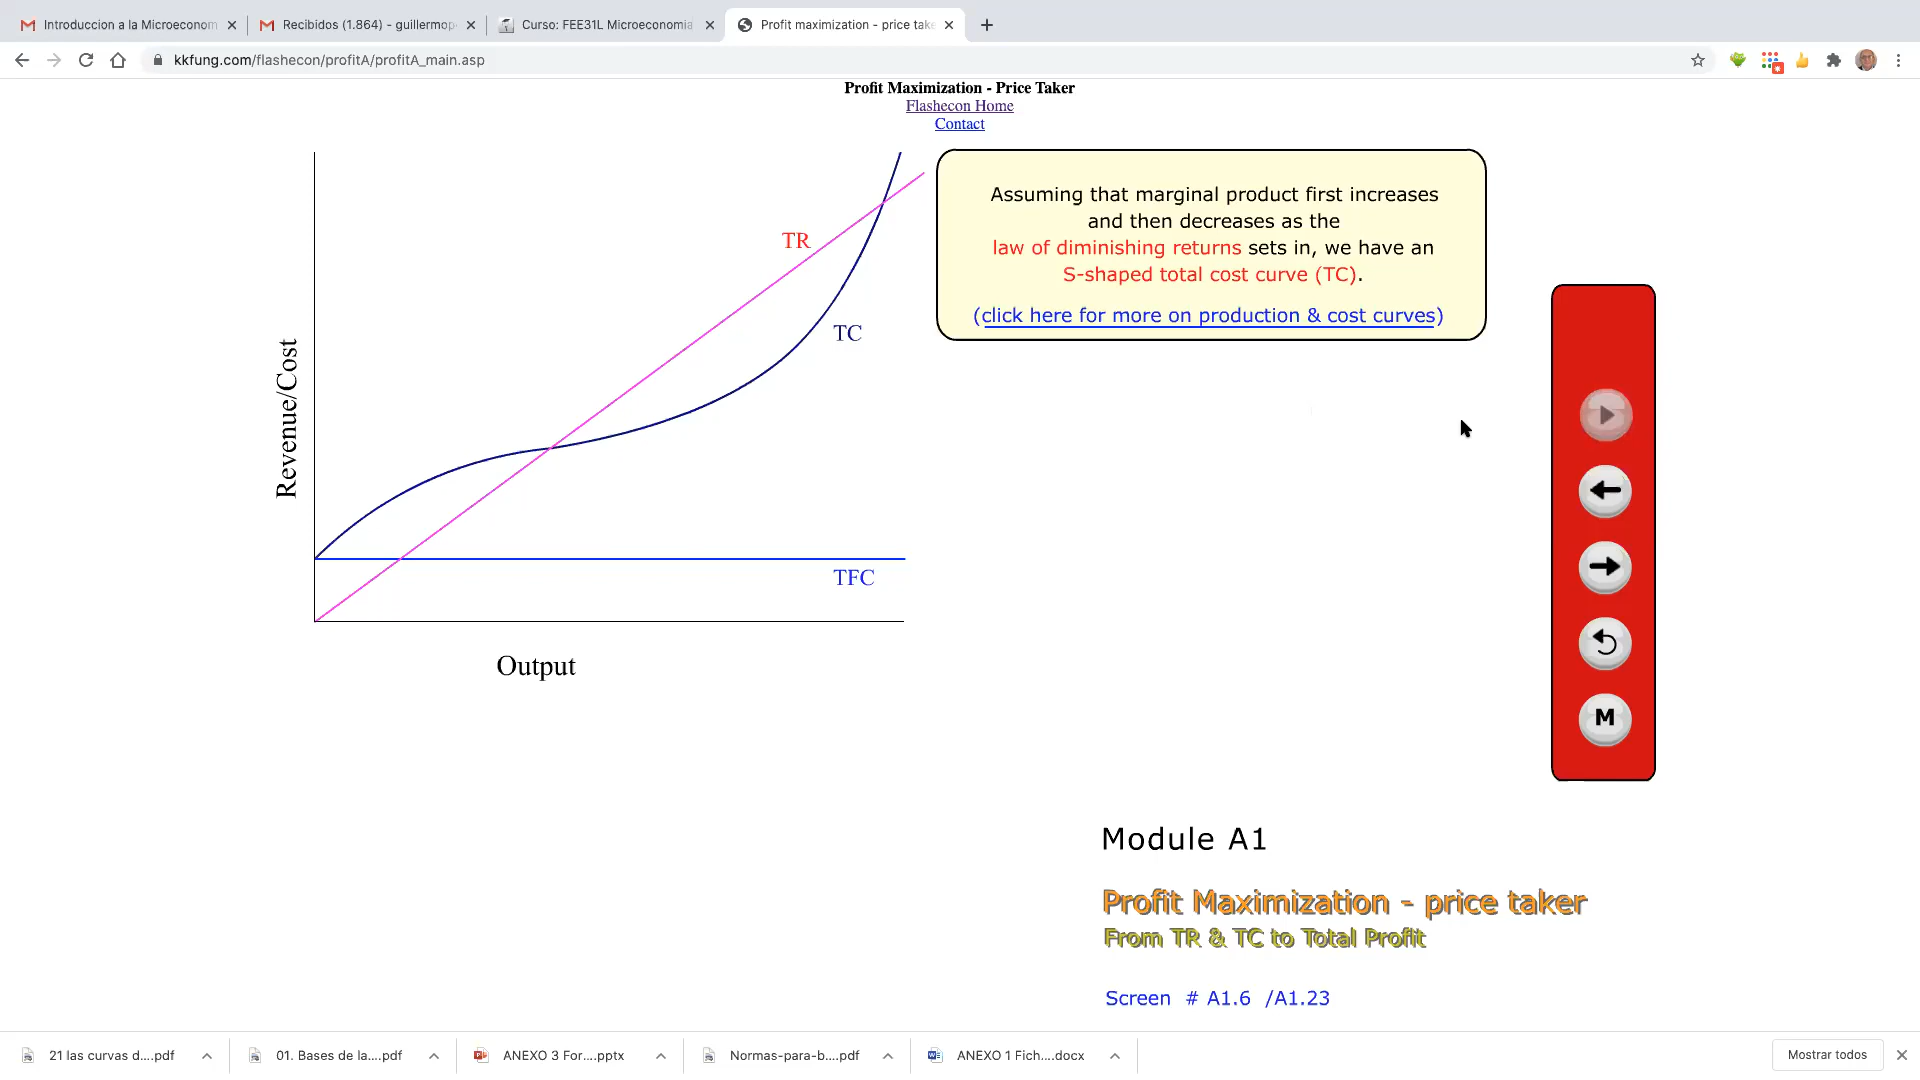 Introduccion a la Microeconom
Recibidos (1.864) - guillermop
Curso: FEE31L Microeconomia
Profit maximization - price take
kkfung.com/flashecon/profitA/profitA_main.asp
Profit Maximization - Price Taker
Flashecon Home
Contact
Assuming that marginal product first increases
and then decreases as the
law of diminishing returns sets in, we have an
S-shaped total cost curve (TC).
(click here for more on production & cost curves)
TR
TC
Revenue/Cost
TFC
Output
M
Module A1
Profit Maximization - price taker
From TR & TC to Total Profit
Screen # A1.6 /A1.23
21 las curvas d....pdf
01. Bases de la....pdf
ANEXO 3 For....pptx
Normas-para-b....pdf
ANEXO 1 Fich....docx
Mostrar todos